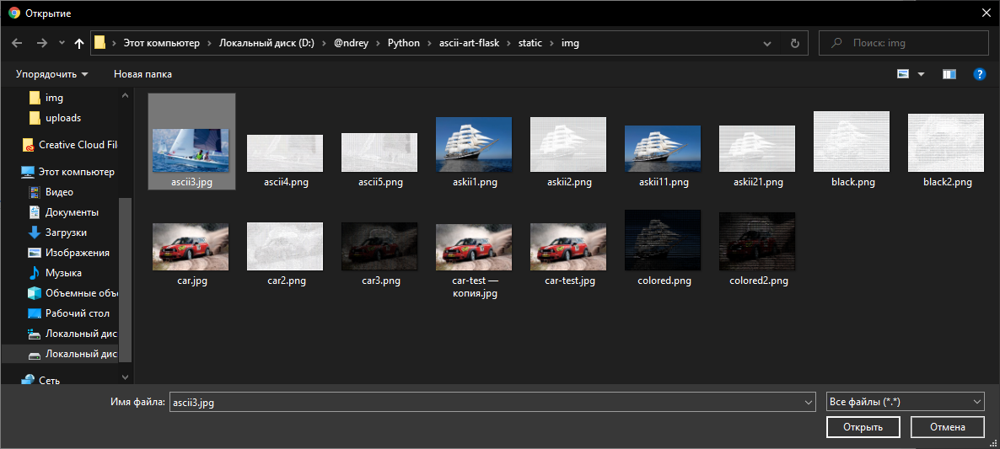 Открытие
Этот компьютер
Локальный диск (D:)
@ndrey
Python
ascii-art-flask
static
img
Поиск: img
Упорядочить
Новая папка
?
img
uploads
Creative Cloud Fil
Этот компьютер
Видео
Документы
Загрузки
Изображения
Музыка
Объемные объ
Рабочий стол
Локальный дис
Локальный дис
Сеть
ascii3.jpg
ascii4.png
ascii5.png
askii1.png
askii2.png
askii11.png
askii21.png
black.png
black2.png
car.jpg
car2.png
car3.png
car-test —
копия.jpg
car-test.jpg
colored.png
colored2.png
Имя файла:
ascii3.jpg
Все файлы (*.*)
Открыть
Отмена